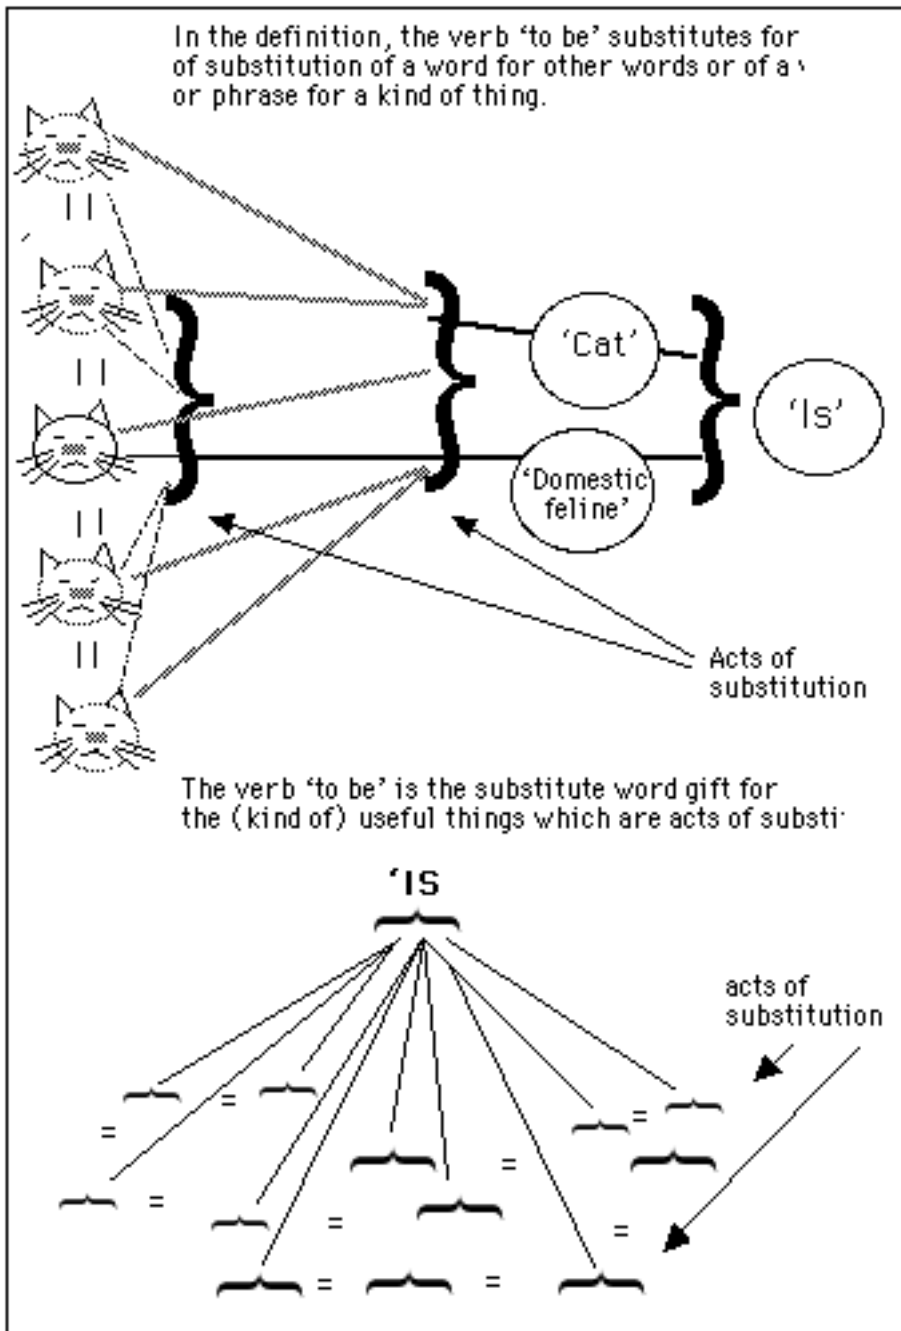 In the definition, the verb ‘to be’ substitutes for
of substitution of a word for other words or of a
or phrase for a kind of thing.
‘Cat’
‘Is’
‘Domestic
feline’
Acts of
substitution
The verb ‘to be’ is the substitute word gift for
the (kind of) useful things which are acts of substi
‘IS
acts of
substitution